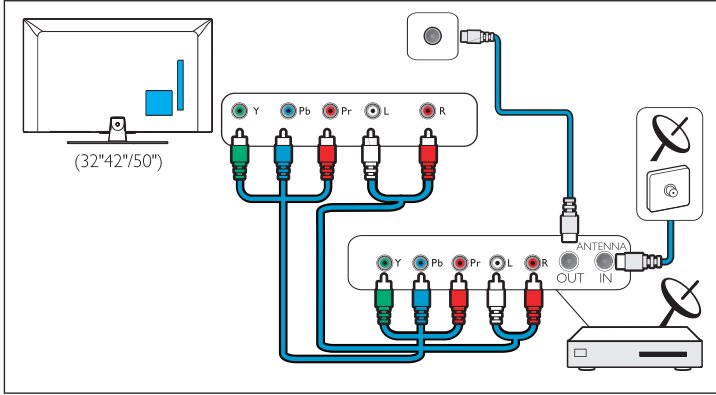 Y Pb Pr L R
(32"42"/50")
ANTENNA
Y Pb Pr L R
OUT IN